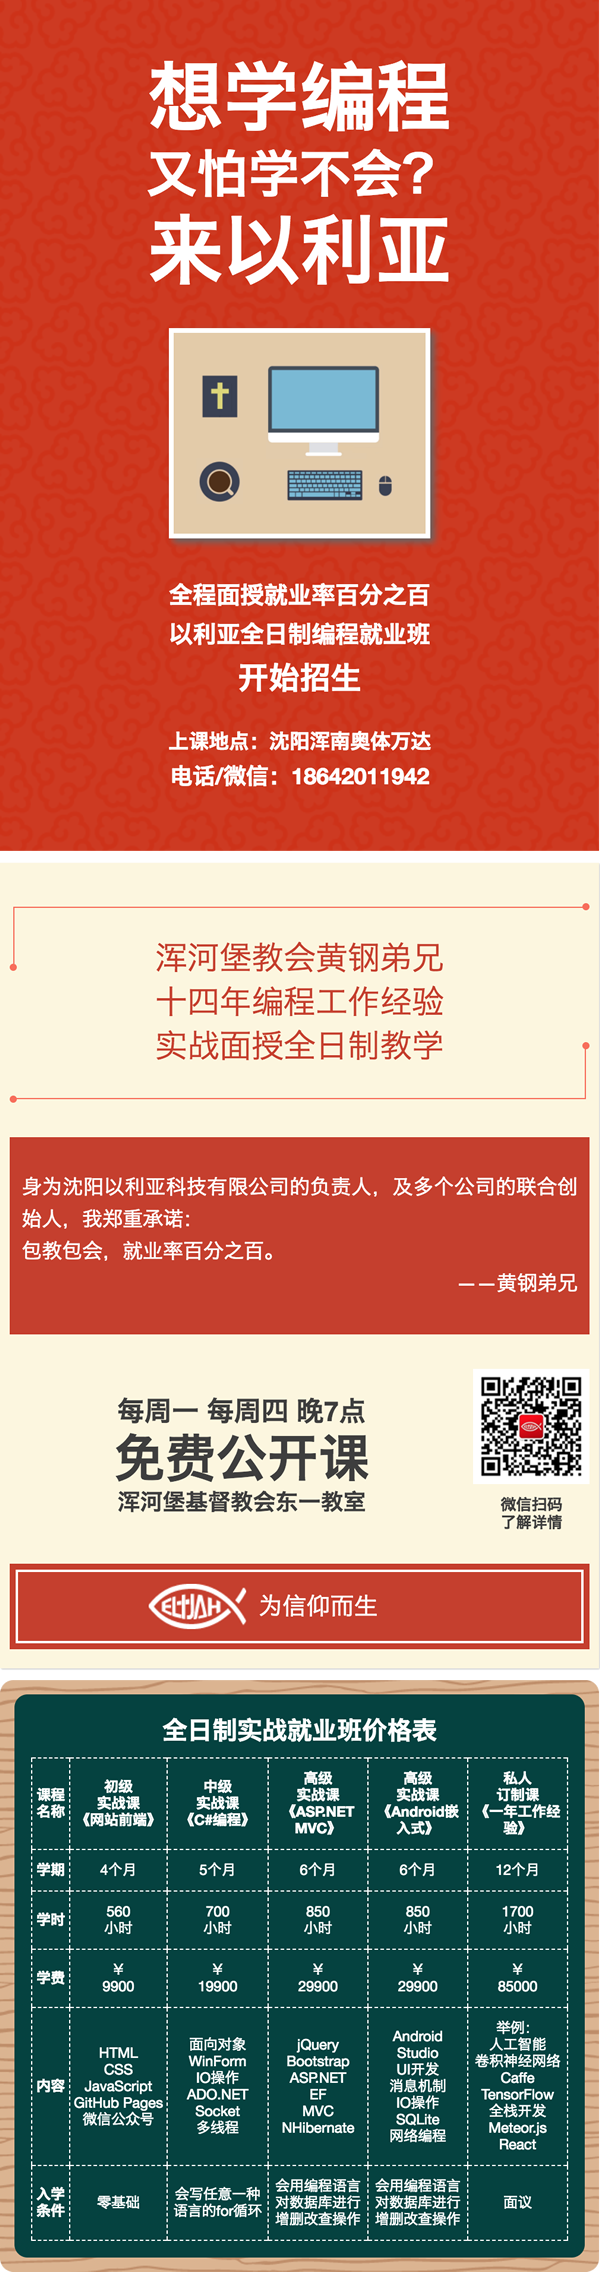 想学编程
又怕学不会?
来以利亚
全程面授就业率百分之百
以利亚全日制编程就业班
开始招生
上课地点：沈阳浑南奥体万达
电话/微信：18642011942
浑河堡教会黄钢弟兄
十四年编程工作经验
实战面授全日制教学
身为沈阳以利亚科技有限公司的负责人，及多个公司的联合创
始人，我郑重承诺：
包教包会，就业率百分之百。
——黄钢弟兄
每周一 每周四 晚7点
免费公开课
浑河堡基督教会东一教室
微信扫码
了解详情
ELIJAH 为信仰而生
全日制实战就业班价格表
课程
名称
初级
实战课
《网站前端》
中级
实战课
《C#编程》
高级
实战课
《ASP.NET
MVC》
高级
实战课
《Android嵌
入式》
私人
订制课
《一年工作经
验》
学期
4个月
5个月
6个月
6个月
12个月
学时
560
小时
700
小时
850
小时
850
小时
1700
小时
学费
¥
9900
¥
19900
¥
29900
¥
29900
¥
85000
内容
HTML
CSS
JavaScript
GitHub Pages
微信公众号
面向对象
WinForm
IO操作
ADO.NET
Socket
多线程
jQuery
Bootstrap
ASP.NET
EF
MVC
NHibernate
Android
Studio
UI开发
消息机制
IO操作
SQLite
网络编程
举例：
人工智能
卷积神经网络
Caffe
TensorFlow
全栈开发
Meteor.js
React
入学
条件
零基础
会写任意一种
语言的for循环
会用编程语言
对数据库进行
增删改查操作
会用编程语言
对数据库进行
增删改查操作
面议